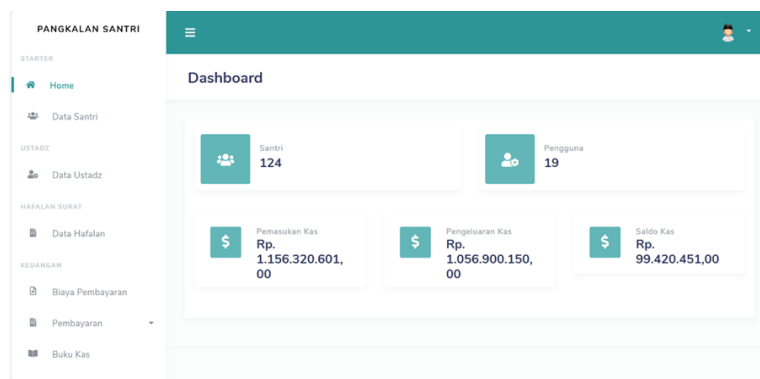 PANGKALAN SANTRI
STARTER
Home
Data Santri
USTADZ
Data Ustadz
HAFALAN SURAT
Data Hafalan
KEUANGAN
Biaya Pembayaran
Pembayaran
Buku Kas
Dashboard
Santri
124
Pengguna
19
Pemasukan Kas
Rp.
1.156.320.601,
00
Pengeluaran Kas
Rp.
1.056.900.150,
00
Saldo Kas
Rp.
99.420.451,00